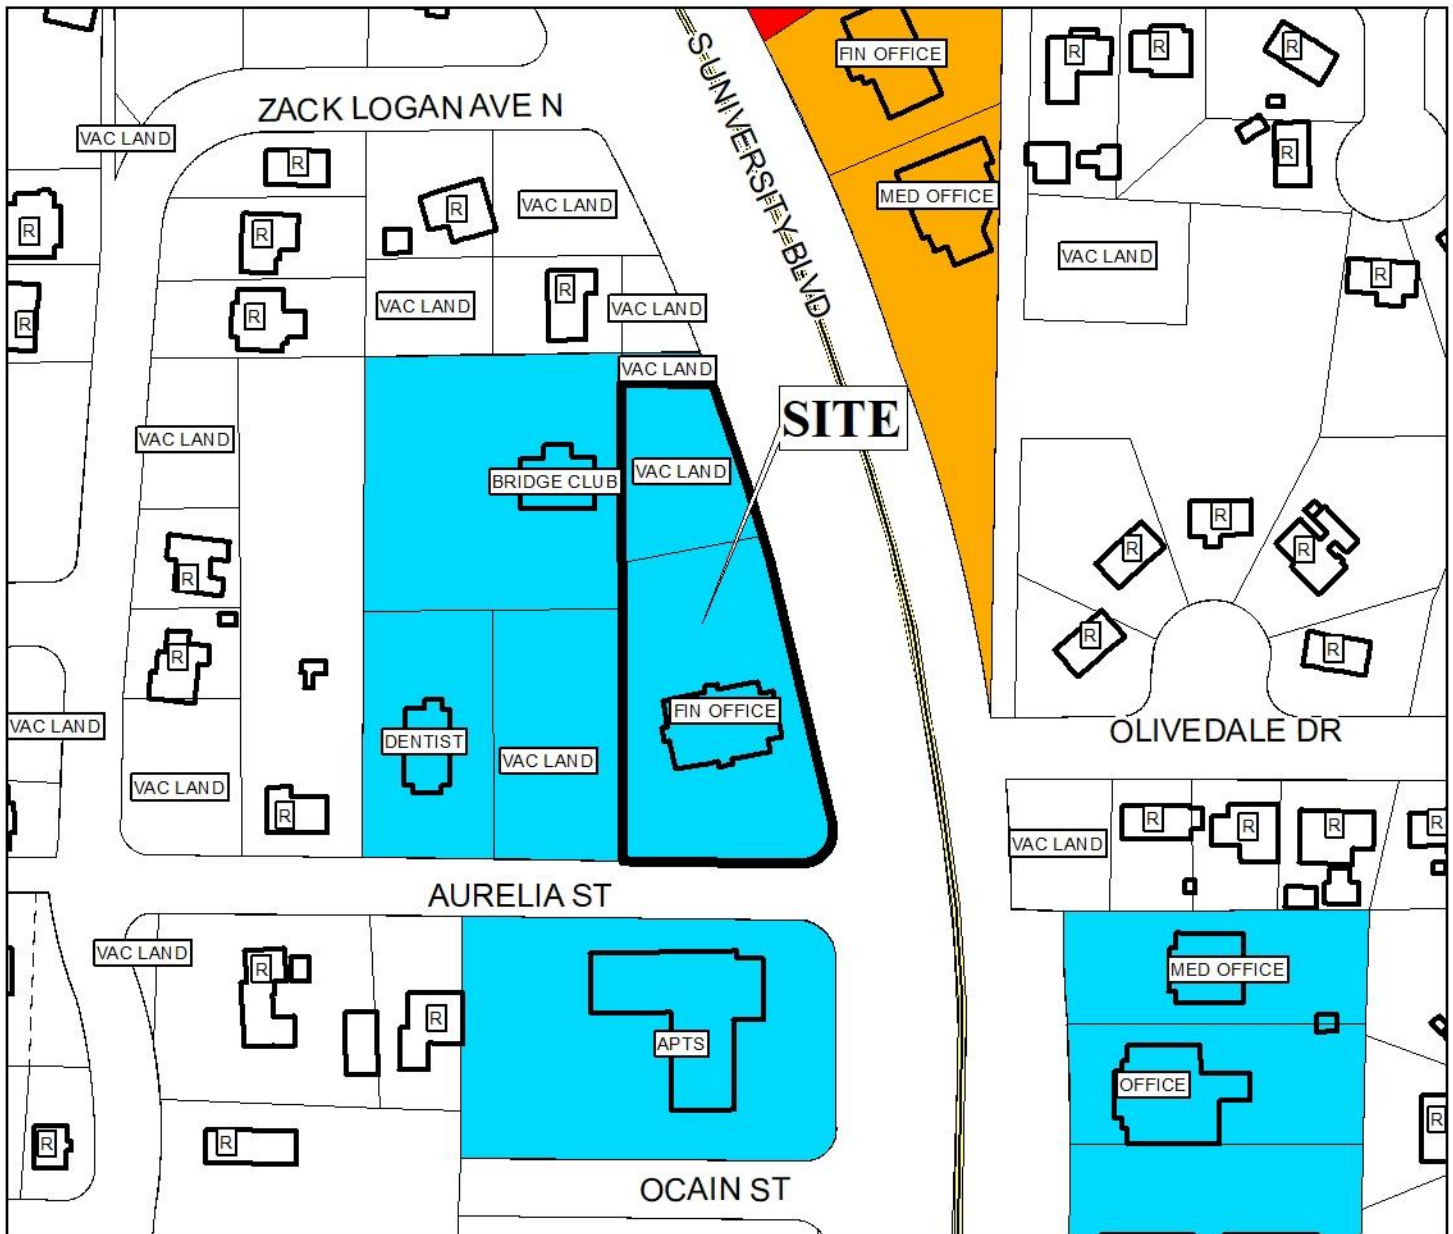 S UNIVERSITY BLVD
FIN OFFICE
R
R
R
ZACK LOGAN AVE N
VAC LAND
R
R
MED OFFICE
R
VAC LAND
R
R
R
VAC LAND
R
VAC LAND
R
VAC LAND
R
R
VAC LAND
SITE
VAC LAND
VAC LAND
BRIDGE CLUB
R
R
R
R
R
R
R
VAC LAND
FIN OFFICE
OLIVEDALE DR
DENTIST
VAC LAND
VAC LAND
R
R
R
R
R
VAC LAND
AURELIA ST
VAC LAND
R
MED OFFICE
R
APTS
OFFICE
R
R
R
OCAIN ST